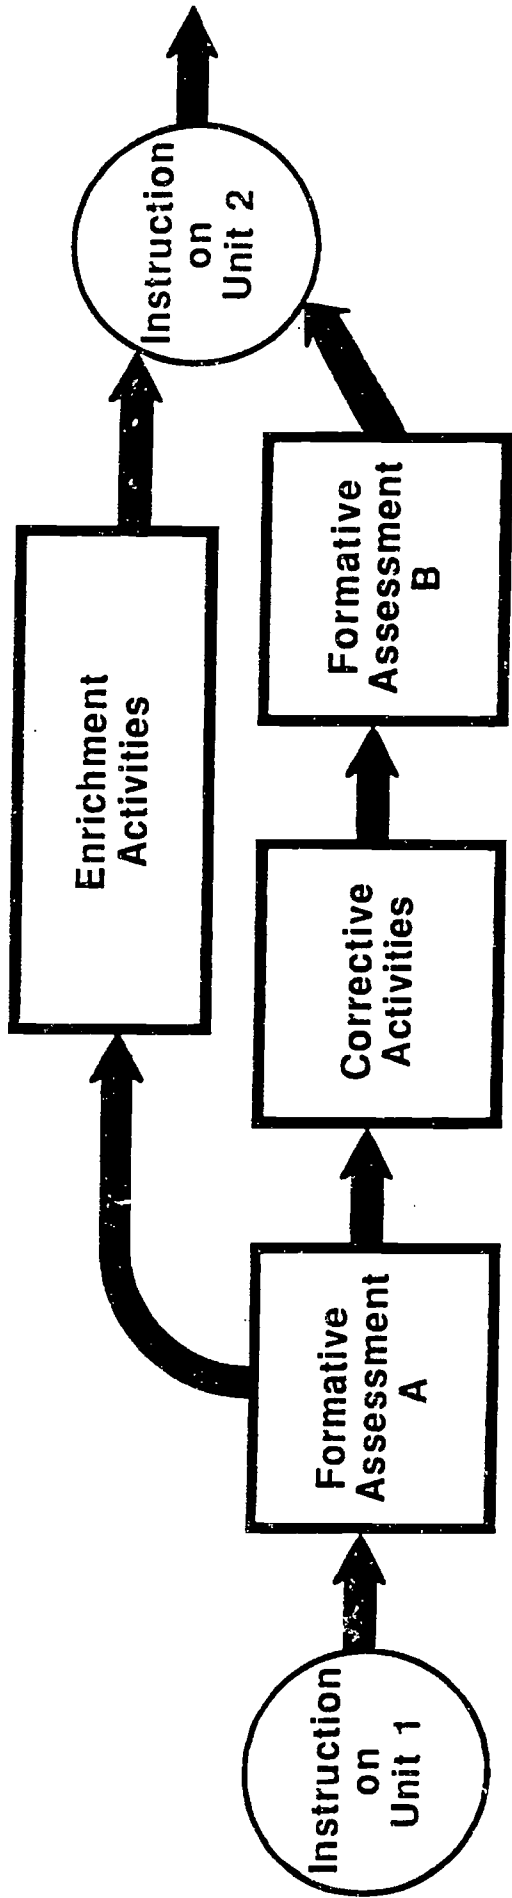 Instruction
on
Unit 1
Formative
Assessment
A
Enrichment
Activities
Corrective
Activities
Formative
Assessment
B
Instruction
on
Unit 2